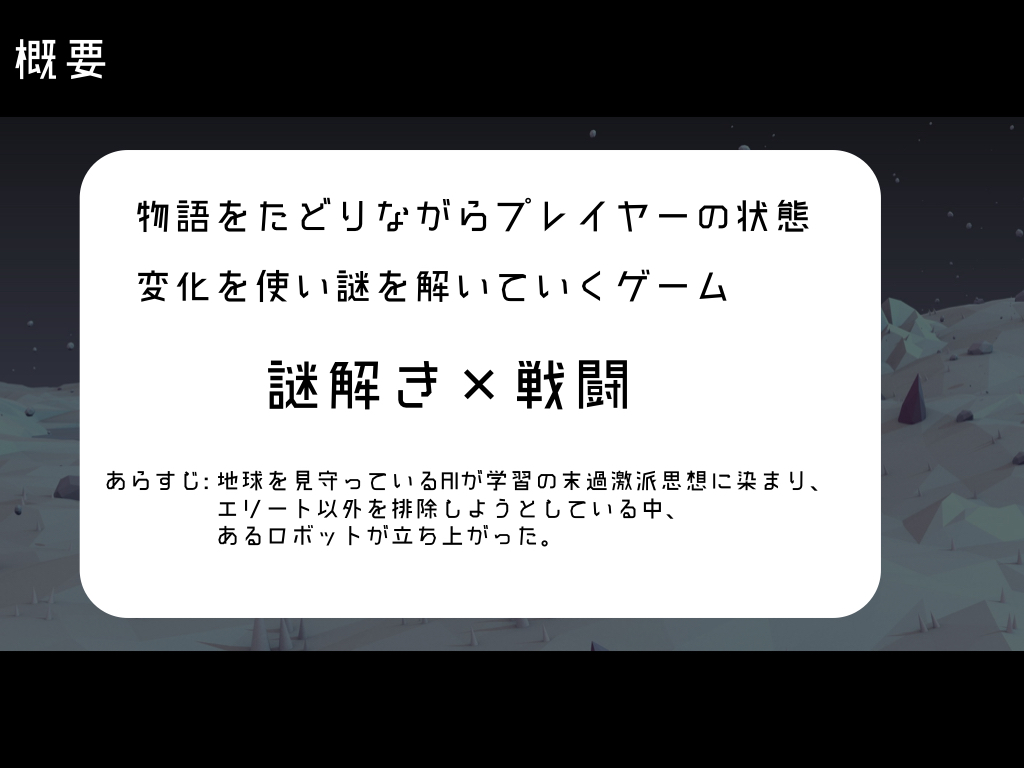 概要
物語をたどりながらプレイヤーの状態
変化を使い謎を解いていくゲーム
謎解き×戦闘
あらすじ:地球を見守っているAIが学習の末過激派思想に染まり、
エリート以外を排除しようとしている中、
あるロボットが立ち上がった。